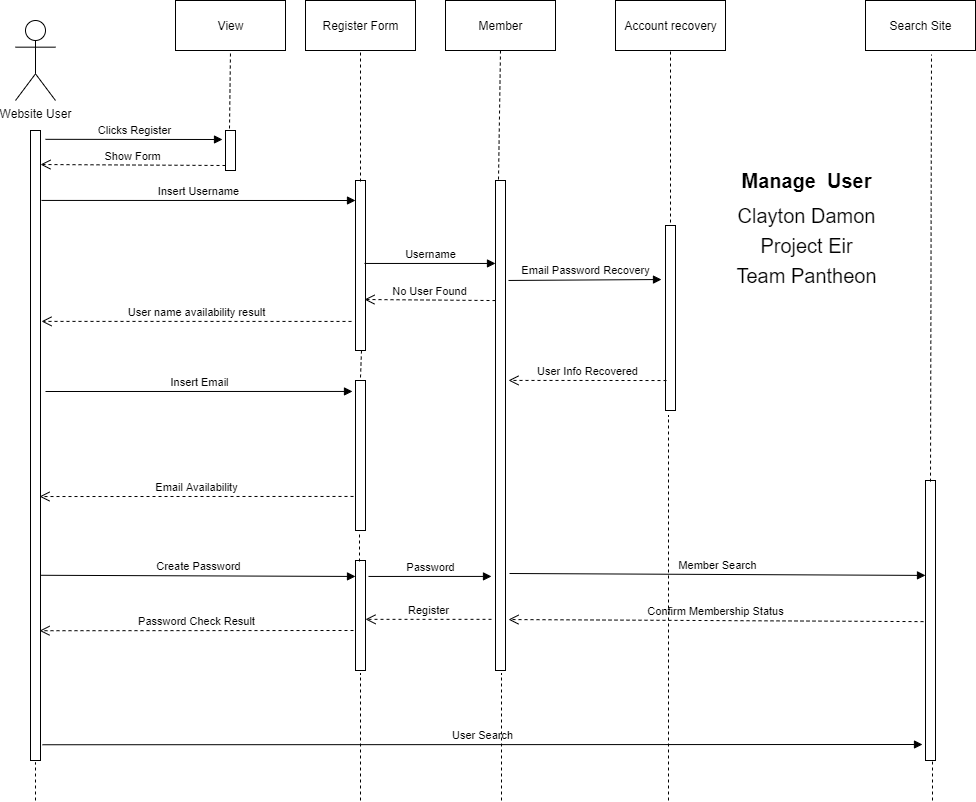 View
Register Form
Member
Account recovery
Search Site
Website User
Clicks Register
Show Form
Insert Username
Manage  User
Clayton Damon
Project Eir
Team Pantheon
Username
Email Password Recovery
No User Found
User name availability result
User Info Recovered
Insert Email
Email Availability
Create Password
Password
Member Search
Register
Confirm Membership Status
Password Check Result
User Search